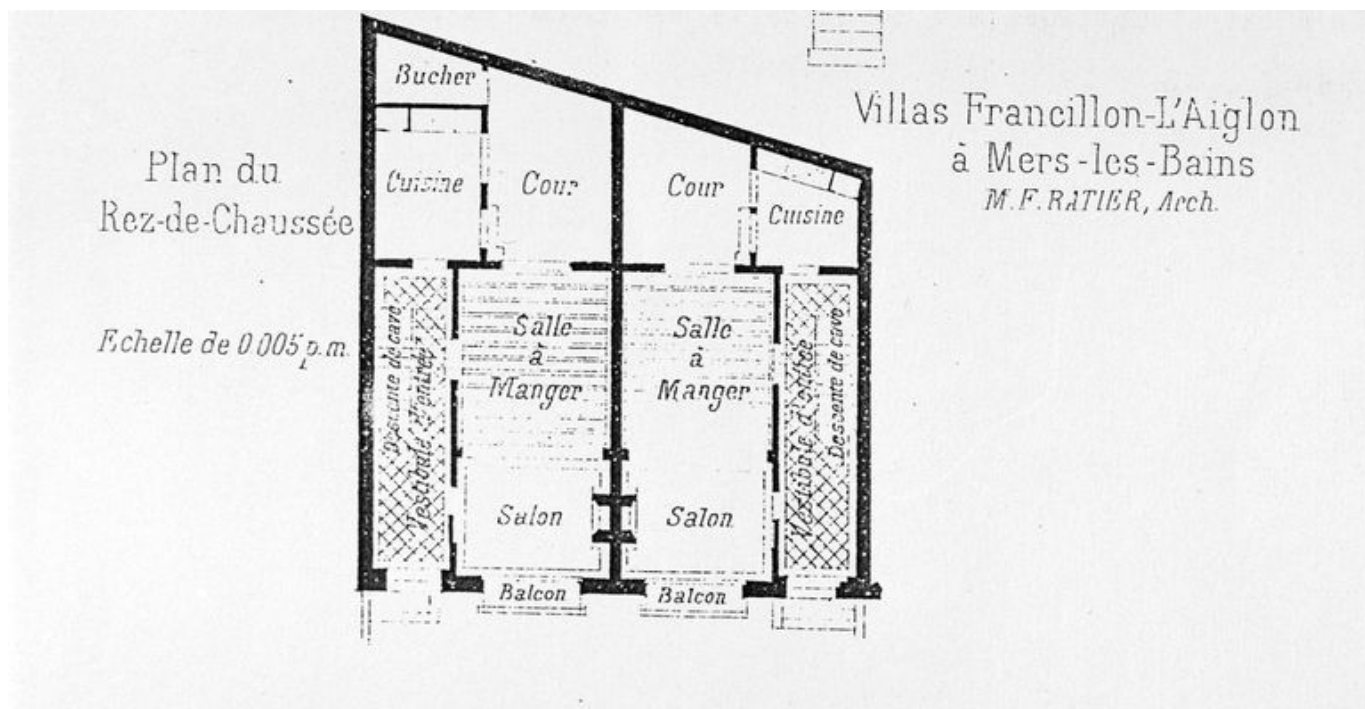 Bucher
Villas Francillon-L'Aiglon
à Mers-les-Bains
M. F. RATIER, Arch.
Plan du
Rez-de-Chaussée
Cuisine
Cour
Cour
Cuisine
Echelle de 0.005 p.m.
Descente de cave
Vestibule d'entrée
Salle
à
Manger
Salle
à
Manger
Vestibule d'entrée
Descente de cave
Salon
Salon
Balcon
Balcon